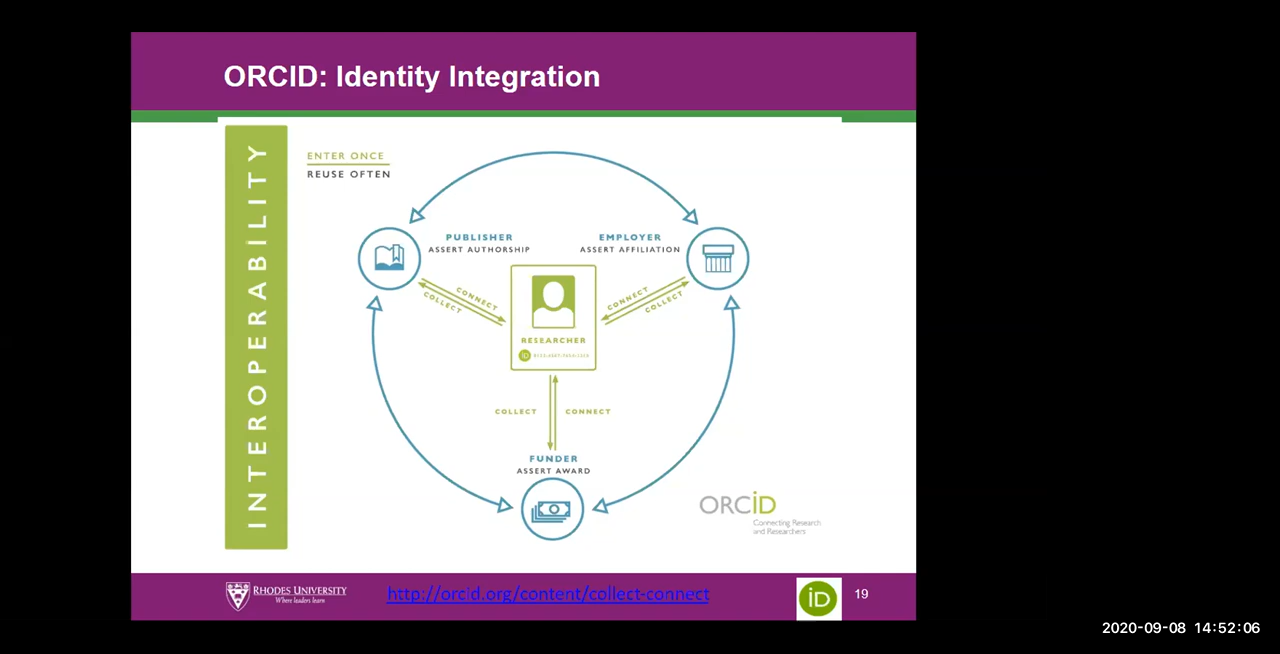 ORCID: Identity Integration
INTEROPERABILITY
ENTER ONCE
REUSE OFTEN
PUBLISHER
ASSERT AUTHORSHIP
EMPLOYER
ASSERT AFFILIATION
CONNECT
COLLECT
CONNECT
COLLECT
RESEARCHER
iD
COLLECT
CONNECT
FUNDER
ASSERT AWARD
ORCiD
Connecting Research
and Researchers
RHODES UNIVERSITY
Where leaders learn
http://orcid.org/content/collect-connect
iD
19
2020-09-08 14:52:06